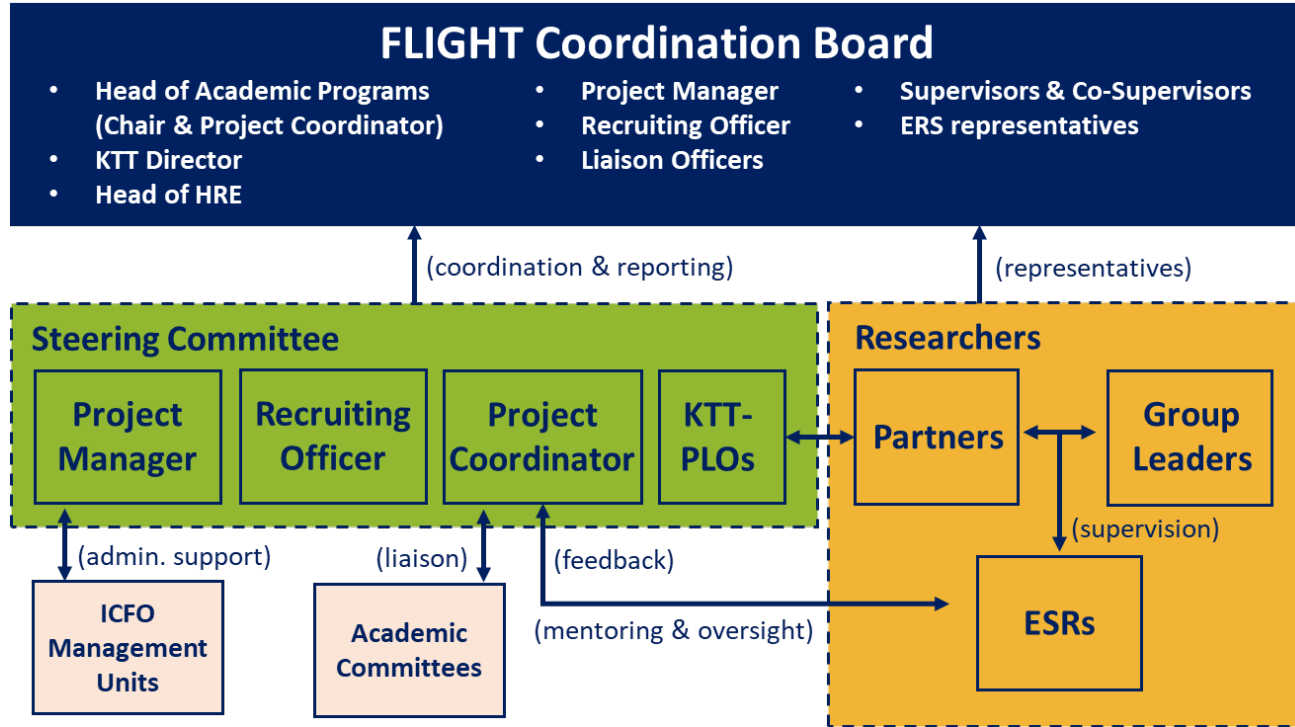 FLIGHT Coordination Board
• Head of Academic Programs
(Chair & Project Coordinator)
• KTT Director
• Head of HRE
• Project Manager
• Recruiting Officer
• Liaison Officers
• Supervisors & Co-Supervisors
• ERS representatives
(coordination & reporting)
(representatives)
Steering Committee
Project
Manager
Recruiting
Officer
Project
Coordinator
KTT-
PLOs
Researchers
Partners
Group
Leaders
(supervision)
ESRs
(admin. support)
(liaison)
(feedback)
(mentoring & oversight)
ICFO
Management
Units
Academic
Committees